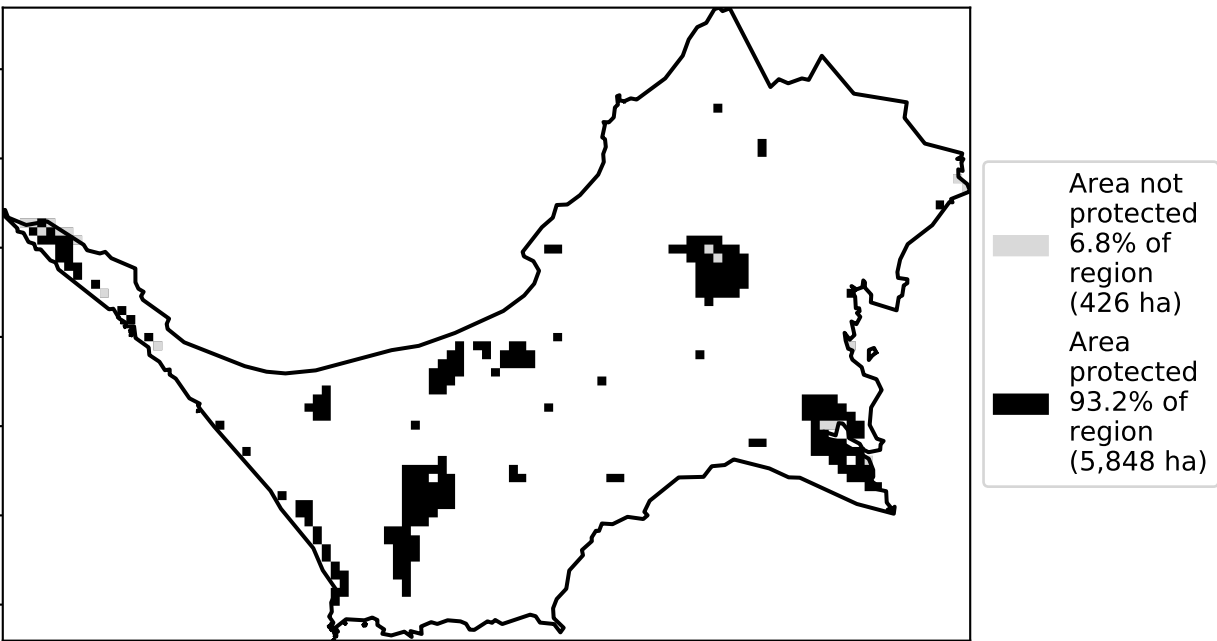 Area not
protected
6.8% of
region
(426 ha)
Area
protected
93.2% of
region
(5,848 ha)